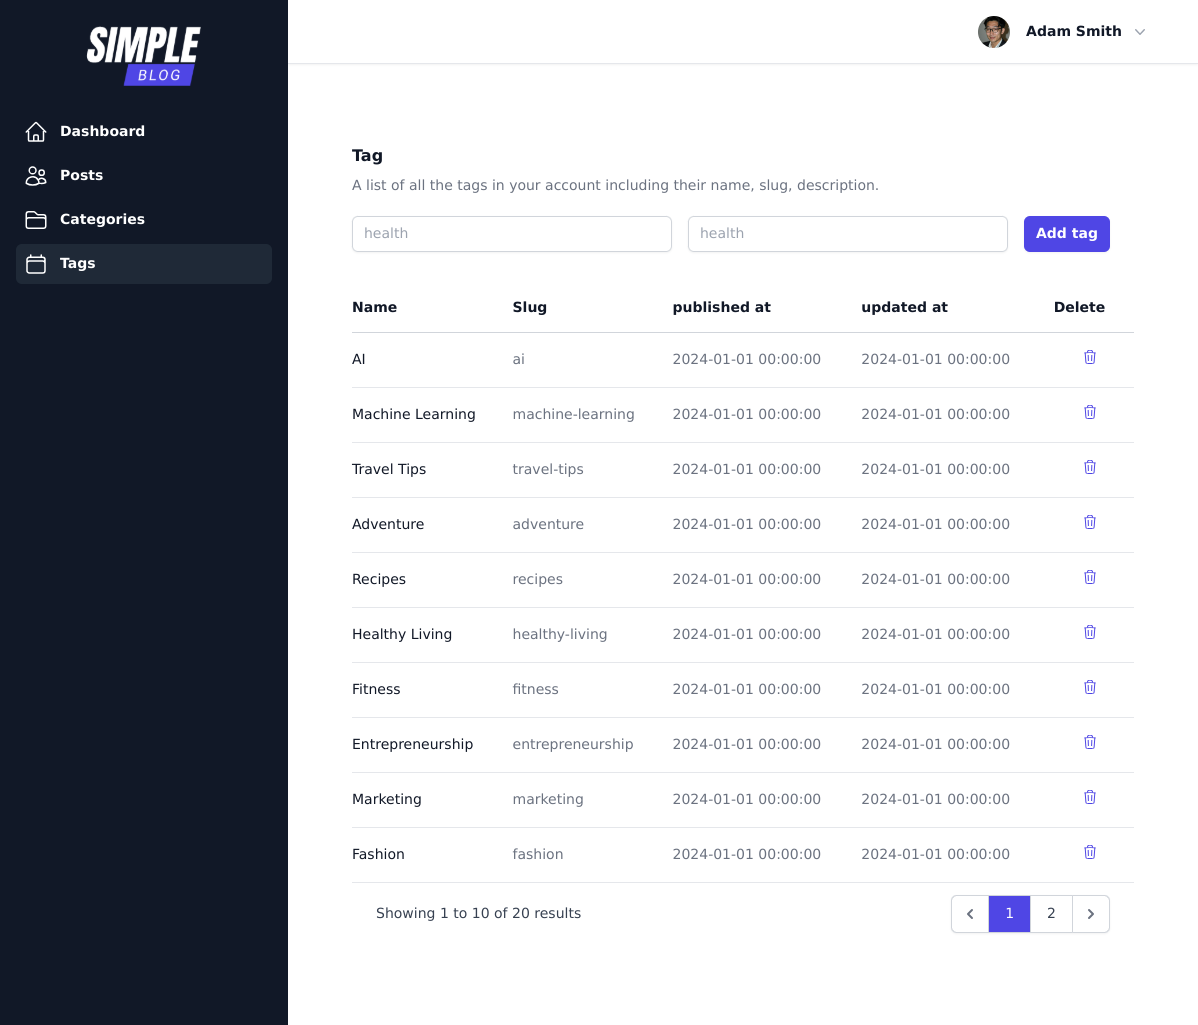 SIMPLE
BLOG
Dashboard
Posts
Categories
Tags
Adam Smith
Tag
A list of all the tags in your account including their name, slug, description.
health health Add tag
Name Slug published at updated at Delete
AI ai 2024-01-01 00:00:00 2024-01-01 00:00:00
Machine Learning machine-learning 2024-01-01 00:00:00 2024-01-01 00:00:00
Travel Tips travel-tips 2024-01-01 00:00:00 2024-01-01 00:00:00
Adventure adventure 2024-01-01 00:00:00 2024-01-01 00:00:00
Recipes recipes 2024-01-01 00:00:00 2024-01-01 00:00:00
Healthy Living healthy-living 2024-01-01 00:00:00 2024-01-01 00:00:00
Fitness fitness 2024-01-01 00:00:00 2024-01-01 00:00:00
Entrepreneurship entrepreneurship 2024-01-01 00:00:00 2024-01-01 00:00:00
Marketing marketing 2024-01-01 00:00:00 2024-01-01 00:00:00
Fashion fashion 2024-01-01 00:00:00 2024-01-01 00:00:00
Showing 1 to 10 of 20 results 1 2